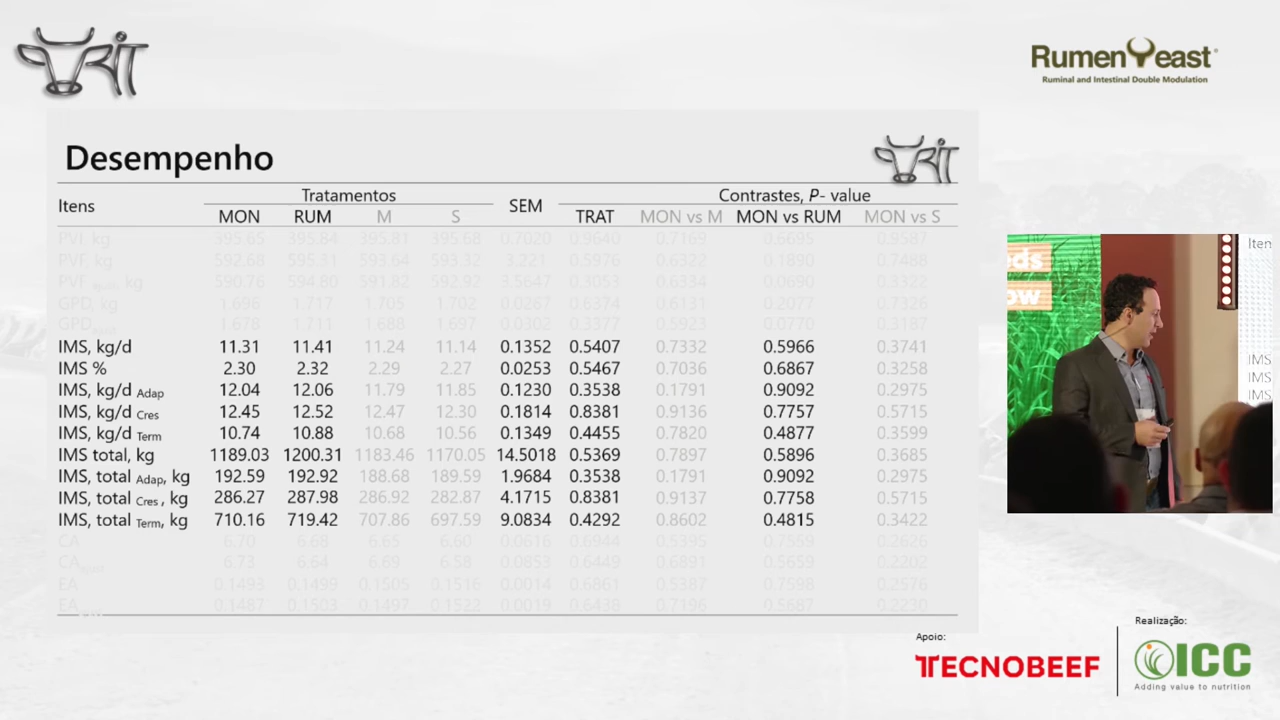 RIT
RumenYeast
Ruminal and Intestinal Double Modulation
Desempenho
RIT
Itens Tratamentos SEM Contrastes, P- value
MON RUM M S TRAT MON vs M MON vs RUM MON vs S
PVI, kg 395.65 395.84 395.81 395.68 0.7020 0.9640 0.7169 0.6695 0.9587
PVF, kg 592.68 0.6322 0.1890 0.7488
PVF kg 590.76 592.92 3.5647 0.3053 0.6334 0.0690 0.3322
GPD, kg 1.696 1.717 1.705 1.702 0.0287 0.6374 0.6131 0.2077 0.7326
GPD 1.678 1.711 1.688 1.697 0.0302 0.3377 0.5923 0.0770 0.3187
IMS, kg/d 11.31 11.41 11.24 11.14 0.1352 0.5407 0.7332 0.5966 0.3741
IMS % 2.30 2.32 2.29 2.27 0.0253 0.5467 0.7036 0.6867 0.3258
IMS, kg/d Adap 12.04 12.06 11.79 11.85 0.1230 0.3538 0.1791 0.9092 0.2975
IMS, kg/d Cres 12.45 12.52 12.47 12.30 0.1814 0.8381 0.9136 0.7757 0.5715
IMS, kg/d Term 10.74 10.88 10.68 10.56 0.1349 0.4455 0.7820 0.4877 0.3599
IMS total, kg 1189.03 1200.31 1183.46 1170.05 14.5018 0.5369 0.7897 0.5896 0.3685
IMS, total Adap, kg 192.59 192.92 188.68 189.59 1.9684 0.3538 0.1791 0.9092 0.2975
IMS, total Cres , kg 286.27 287.98 286.92 282.87 4.1715 0.8381 0.9137 0.7758 0.5715
IMS, total Term, kg 710.16 719.42 707.86 697.59 9.0834 0.4292 0.8602 0.4815 0.3422
CA 6.70 6.68 6.65 6.60 0.0616 0.6944 0.5395 0.7559 0.2626
CA 6.73 6.64 6.69 6.58 0.0853 0.6449 0.6891 0.5659 0.2202
EA 0.1493 0.1499 0.1505 0.1516 0.0014 0.6861 0.5387 0.7598 0.2576
EA 0.1487 0.1503 0.1497 0.1522 0.0019 0.6438 0.7196 0.5687 0.2230
eds
ow
Iten
IMS
IMS
IMS
Apoio:
TECNOBEEF
Realização:
ICC
Adding value to nutrition